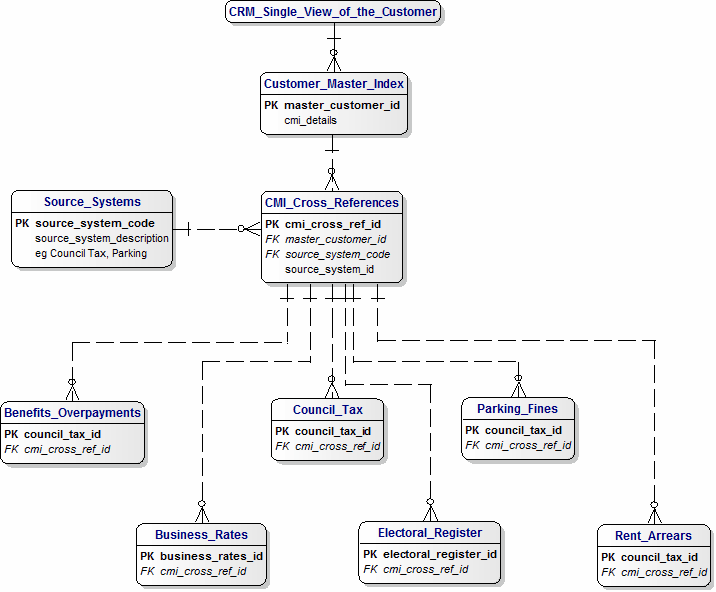 CRM_Single_View_of_the_Customer
Customer_Master_Index
PK master_customer_id
cmi_details
Source_Systems
PK source_system_code
source_system_description
eg Council Tax, Parking
CMI_Cross_References
PK cmi_cross_ref_id
FK master_customer_id
FK source_system_code
source_system_id
Benefits_Overpayments
PK council_tax_id
FK cmi_cross_ref_id
Council_Tax
PK council_tax_id
FK cmi_cross_ref_id
Parking_Fines
PK council_tax_id
FK cmi_cross_ref_id
Business_Rates
PK business_rates_id
FK cmi_cross_ref_id
Electoral_Register
PK electoral_register_id
FK cmi_cross_ref_id
Rent_Arrears
PK council_tax_id
FK cmi_cross_ref_id